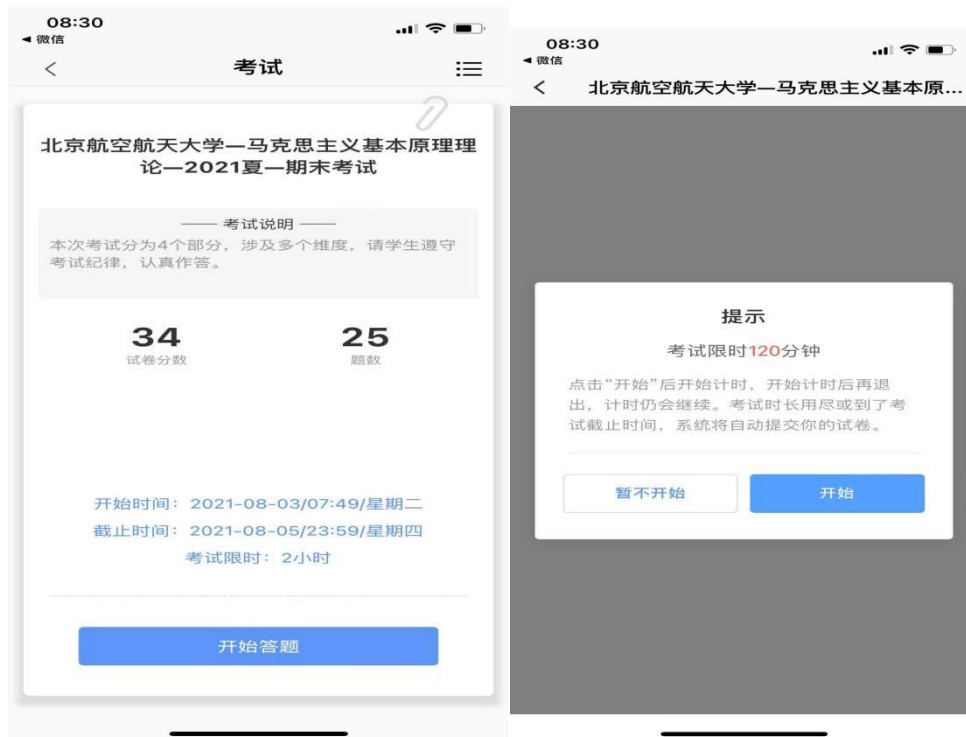 08:30
◀ 微信
考试
北京航空航天大学—马克思主义基本原理理
论—2021夏—期末考试
—— 考试说明 ——
本次考试分为4个部分，涉及多个维度，请学生遵守
考试纪律，认真作答。
34
试卷分数
25
题数
开始时间：2021-08-03/07:49/星期二
截止时间：2021-08-05/23:59/星期四
考试限时：2小时
开始答题
08:30
◀ 微信
北京航空航天大学—马克思主义基本原...
提示
考试限时120分钟
点击“开始”后开始计时，开始计时后再退
出，计时仍会继续。考试时长用尽或到了考
试截止时间，系统将自动提交你的试卷。
暂不开始
开始